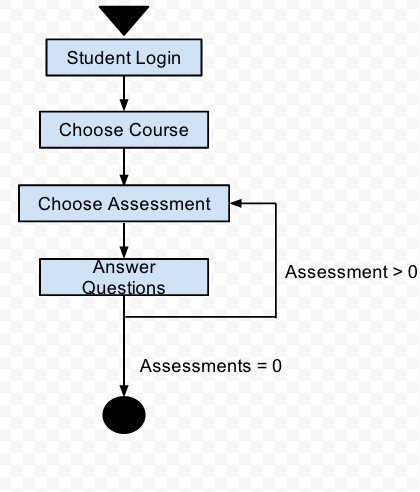 Student Login
Choose Course
Choose Assessment
Answer
Questions
Assessment > 0
Assessments = 0